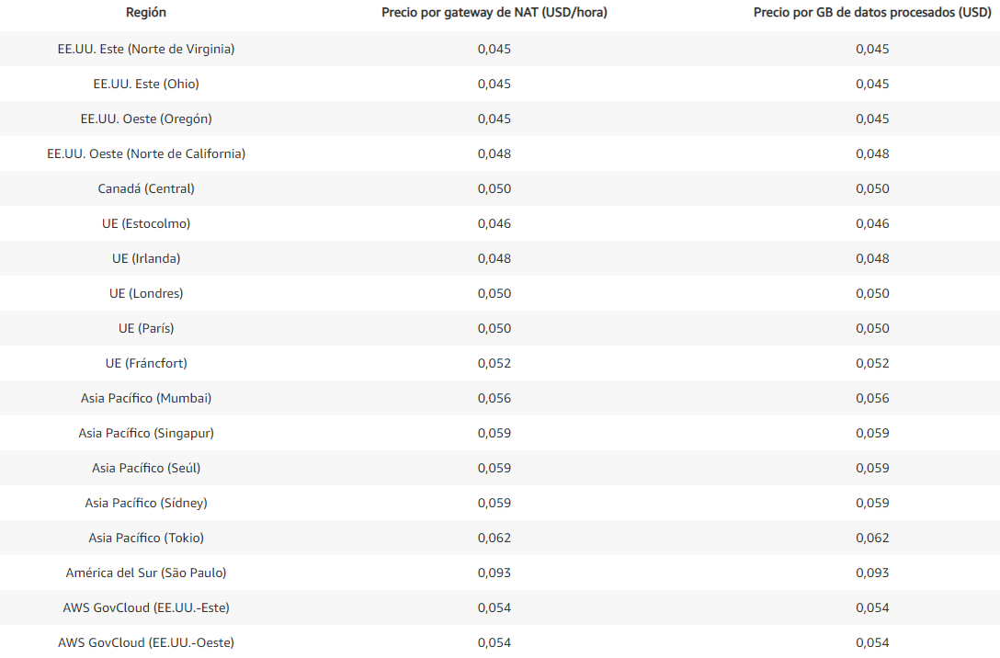 Región Precio por gateway de NAT (USD/hora) Precio por GB de datos procesados (USD)
EE.UU. Este (Norte de Virginia) 0,045 0,045
EE.UU. Este (Ohio) 0,045 0,045
EE.UU. Oeste (Oregón) 0,045 0,045
EE.UU. Oeste (Norte de California) 0,048 0,048
Canadá (Central) 0,050 0,050
UE (Estocolmo) 0,046 0,046
UE (Irlanda) 0,048 0,048
UE (Londres) 0,050 0,050
UE (París) 0,050 0,050
UE (Fráncfort) 0,052 0,052
Asia Pacífico (Mumbai) 0,056 0,056
Asia Pacífico (Singapur) 0,059 0,059
Asia Pacífico (Seúl) 0,059 0,059
Asia Pacífico (Sídney) 0,059 0,059
Asia Pacífico (Tokio) 0,062 0,062
América del Sur (São Paulo) 0,093 0,093
AWS GovCloud (EE.UU.-Este) 0,054 0,054
AWS GovCloud (EE.UU.-Oeste) 0,054 0,054